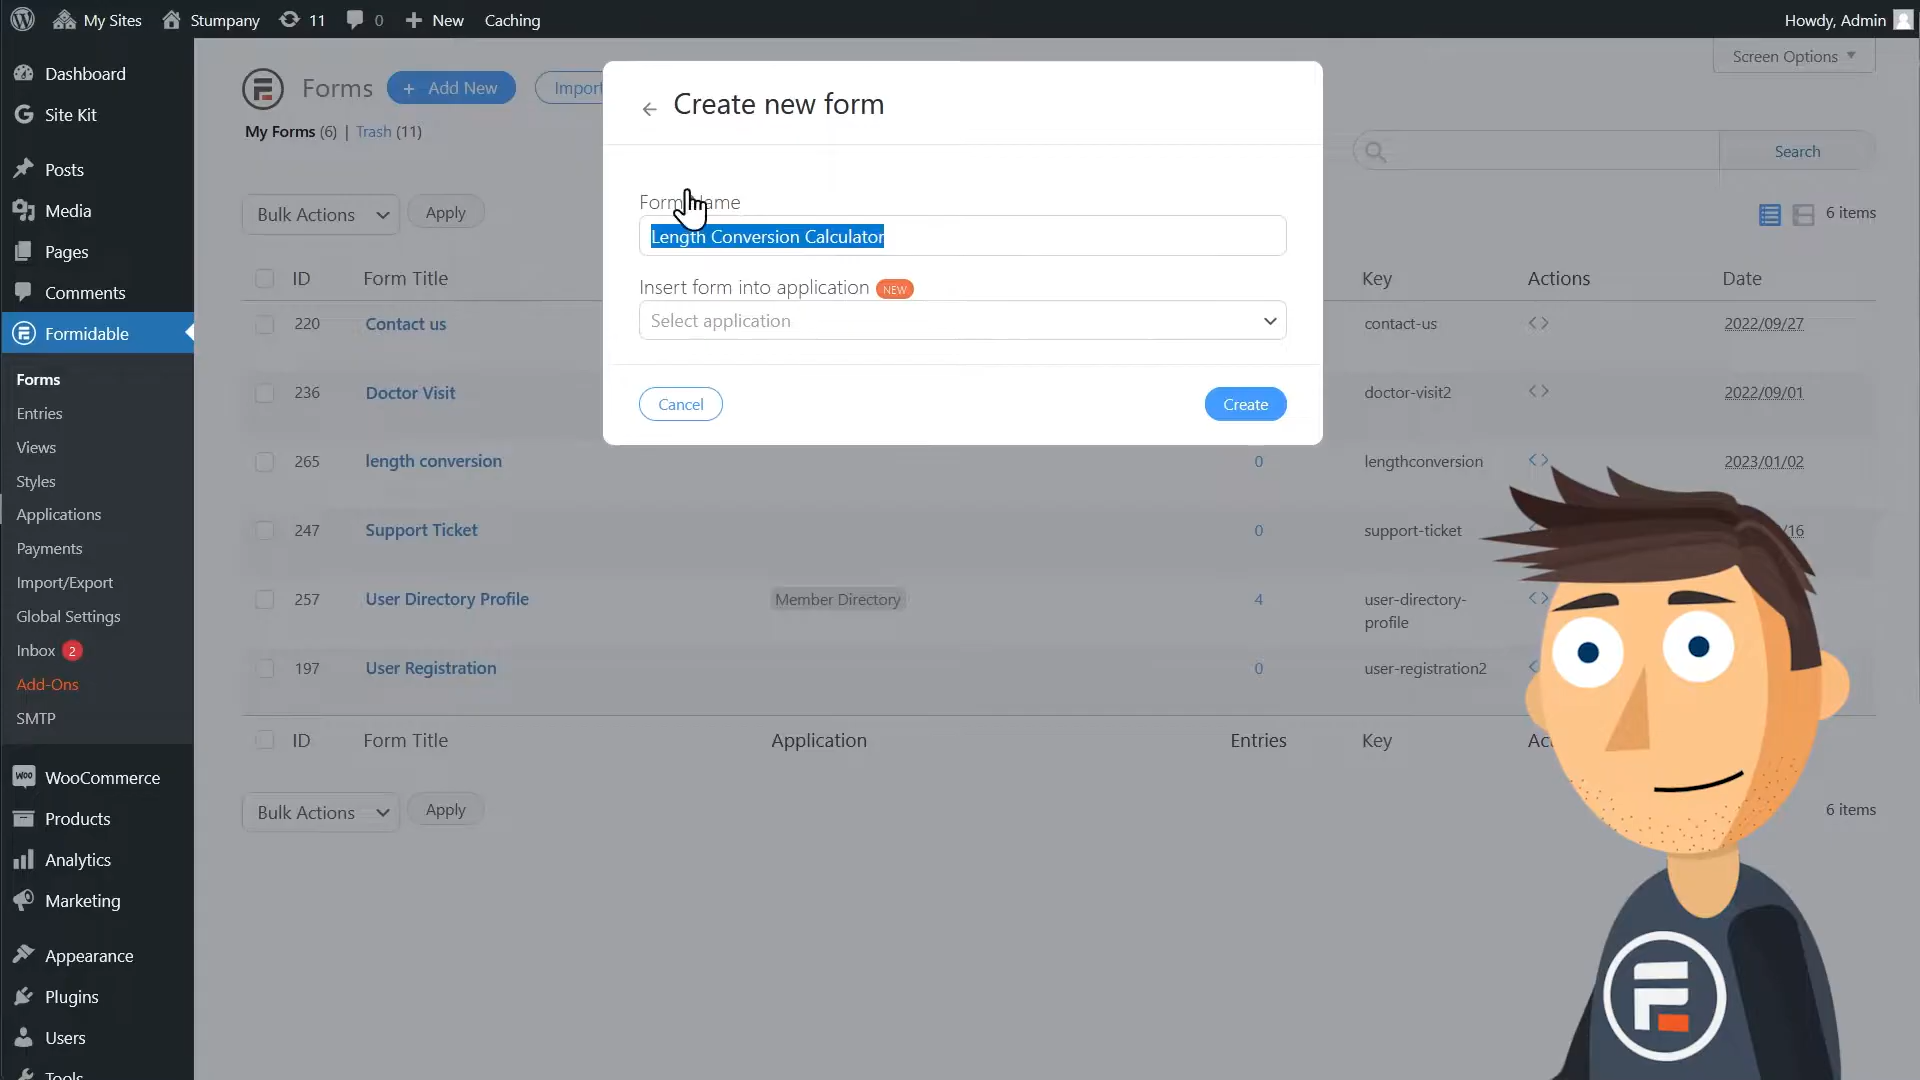 My Sites Stumpany 11 0 New Caching Howdy, Admin
Dashboard
Site Kit
Posts
Media
Pages
Comments
Formidable
Forms
Entries
Views
Styles
Applications
Payments
Import/Export
Global Settings
Inbox 2
Add-Ons
SMTP
WooCommerce
Products
Analytics
Marketing
Appearance
Plugins
Users
Tools
Forms + Add New Import
Screen Options
My Forms (6) | Trash (11)
Search
Bulk Actions Apply
6 items
Create new form
Form Name
Length Conversion Calculator
Insert form into application NEW
Select application
Cancel Create
ID Form Title Key Actions Date
220 Contact us contact-us 2022/09/27
236 Doctor Visit doctor-visit2 2022/09/01
265 length conversion 0 lengthconversion 2023/01/02
247 Support Ticket 0 support-ticket /16
257 User Directory Profile Member Directory 4 user-directory-
profile
197 User Registration 0 user-registration2
ID Form Title Application Entries Key
Bulk Actions Apply
6 items